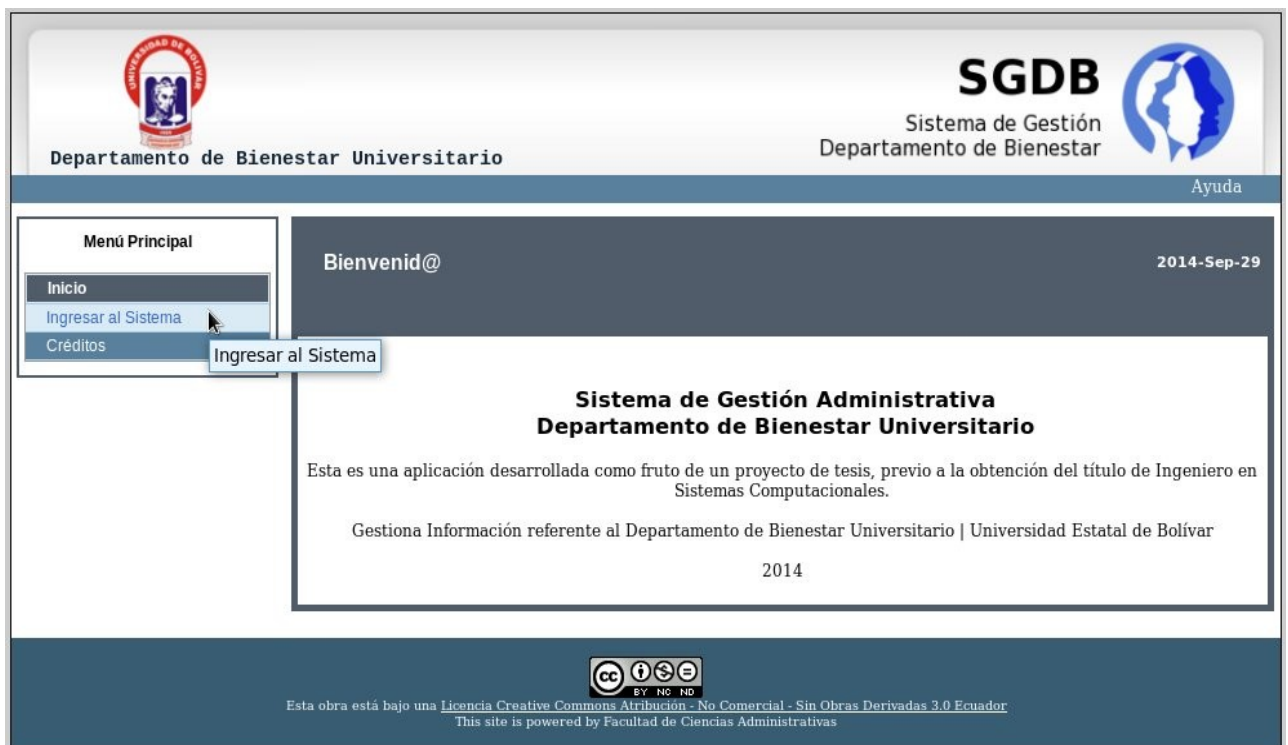 UNIVERSIDAD DE BOLIVAR
Departamento de Bienestar Universitario
SGDB
Sistema de Gestión
Departamento de Bienestar
Ayuda
Menú Principal
Inicio
Ingresar al Sistema
Créditos
Ingresar al Sistema
Bienvenid@
2014-Sep-29
Sistema de Gestión Administrativa
Departamento de Bienestar Universitario
Esta es una aplicación desarrollada como fruto de un proyecto de tesis, previo a la obtención del título de Ingeniero en
Sistemas Computacionales.
Gestiona Información referente al Departamento de Bienestar Universitario | Universidad Estatal de Bolívar
2014
cc
BY NC ND
Esta obra está bajo una Licencia Creative Commons Atribución - No Comercial - Sin Obras Derivadas 3.0 Ecuador
This site is powered by Facultad de Ciencias Administrativas